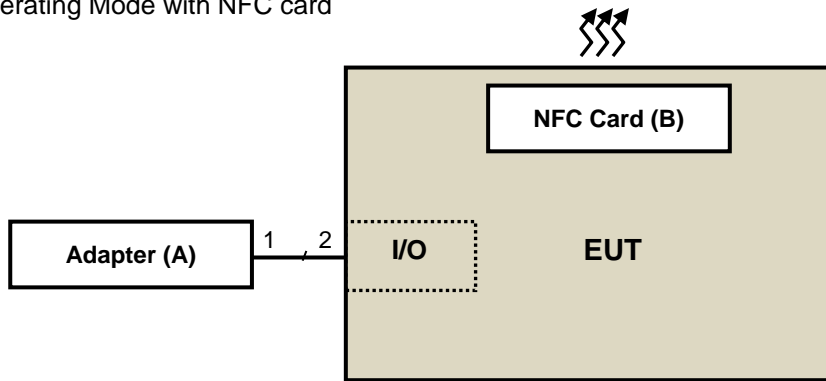 erating Mode with NFC card
NFC Card (B)
Adapter (A)
1
2
I/O
EUT